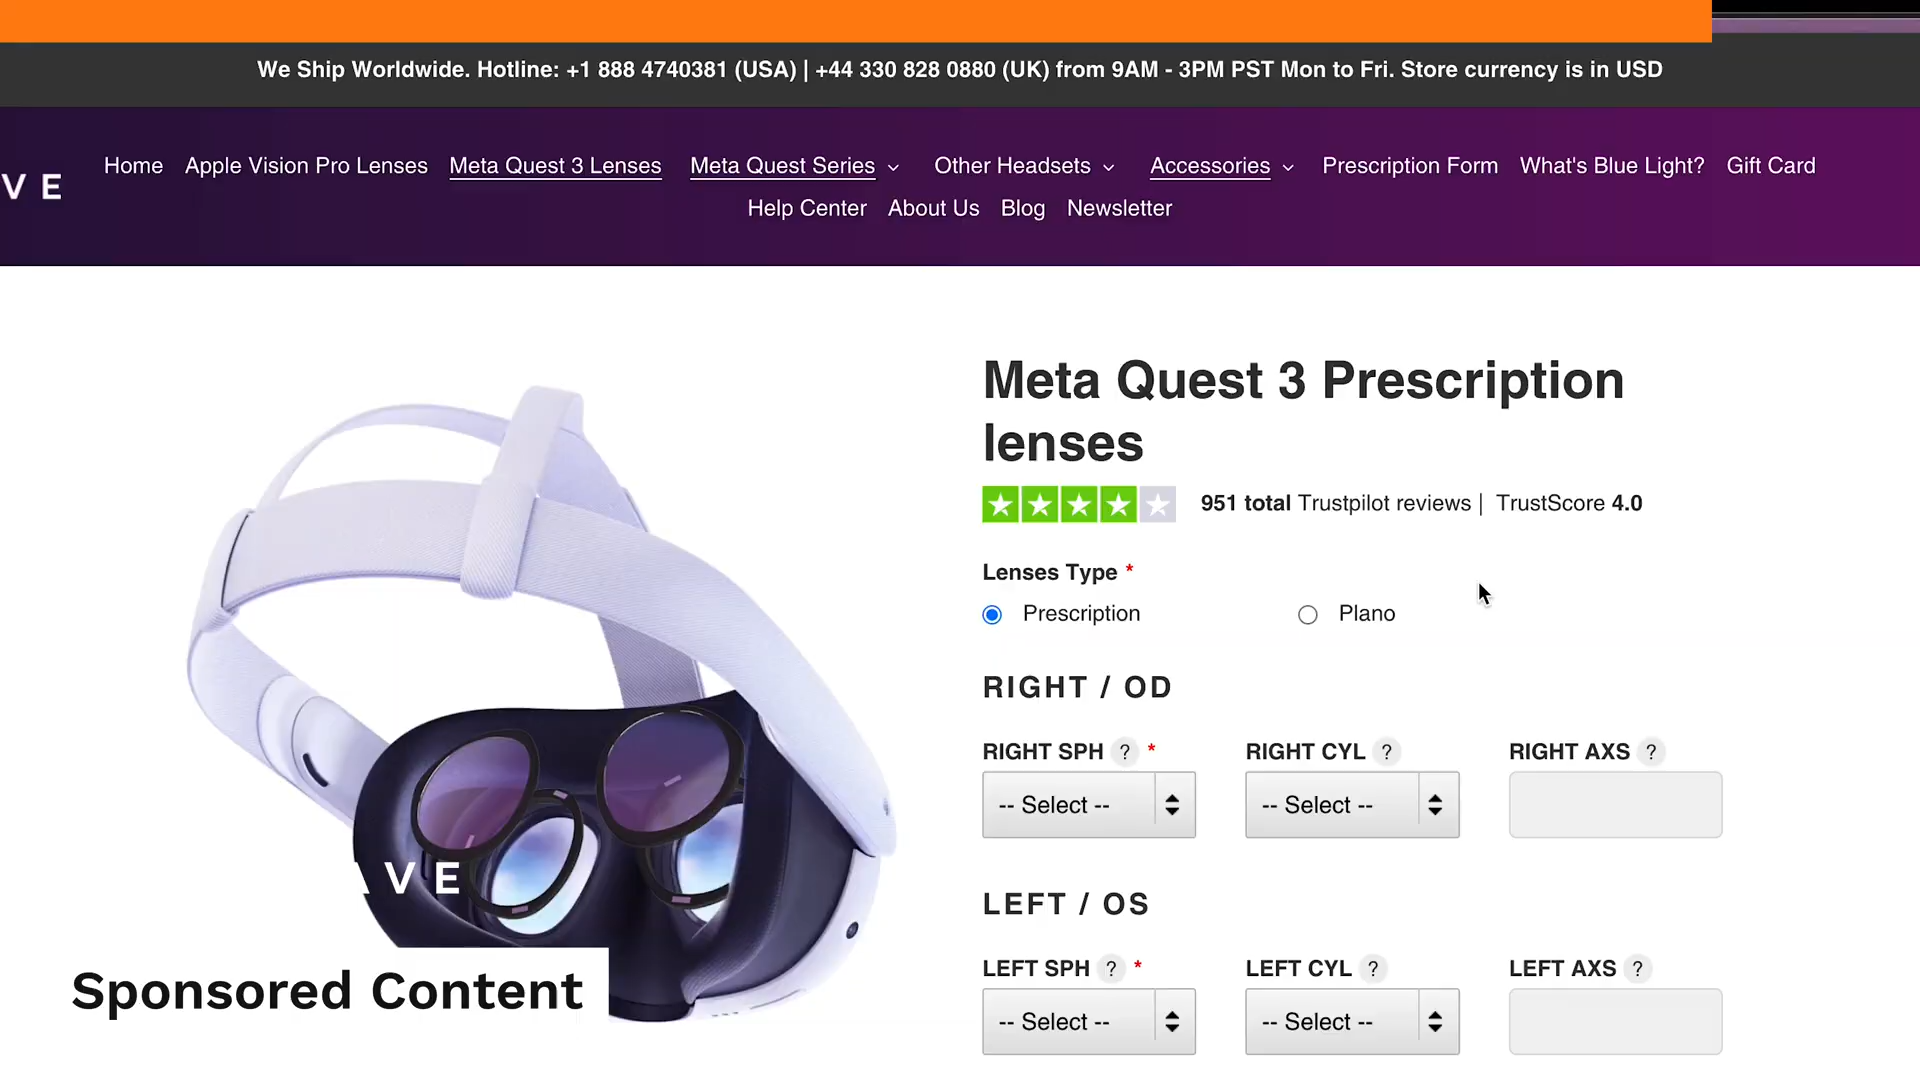 We Ship Worldwide. Hotline: +1 888 4740381 (USA) | +44 330 828 0880 (UK) from 9AM - 3PM PST Mon to Fri. Store currency is in USD
VE
Home Apple Vision Pro Lenses Meta Quest 3 Lenses Meta Quest Series Other Headsets Accessories Prescription Form What's Blue Light? Gift Card
Help Center About Us Blog Newsletter
Meta Quest 3 Prescription
lenses
951 total Trustpilot reviews | TrustScore 4.0
Lenses Type *
Prescription Plano
RIGHT / OD
RIGHT SPH ? * RIGHT CYL ? RIGHT AXS ?
-- Select -- -- Select --
LEFT / OS
LEFT SPH ? * LEFT CYL ? LEFT AXS ?
-- Select -- -- Select --
AVE
Sponsored Content